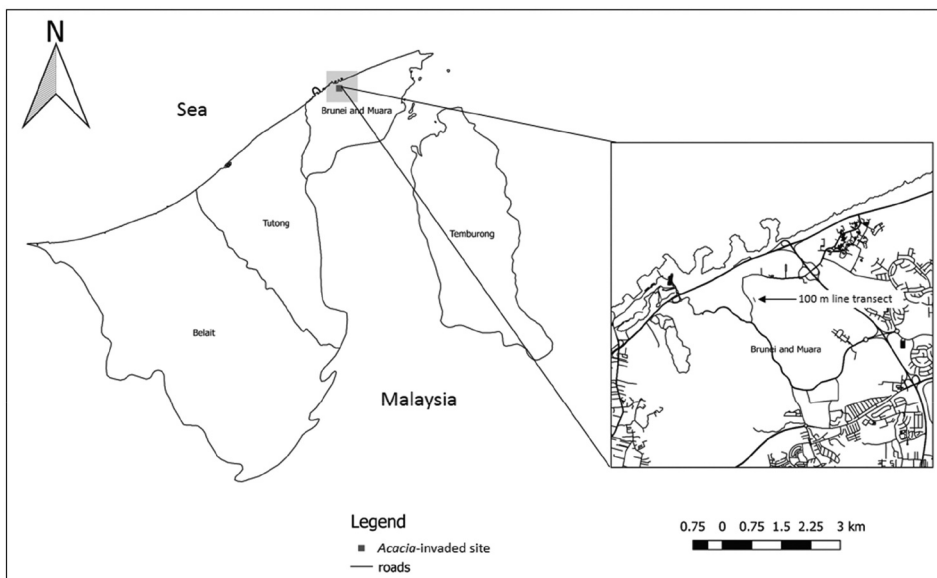 N
Sea
Brunei and Muara
Tutong
Temburong
Belait
Malaysia
100 m line transect
Brunei and Muara
Legend
Acacia-invaded site
roads
0.75 0 0.75 1.5 2.25 3 km